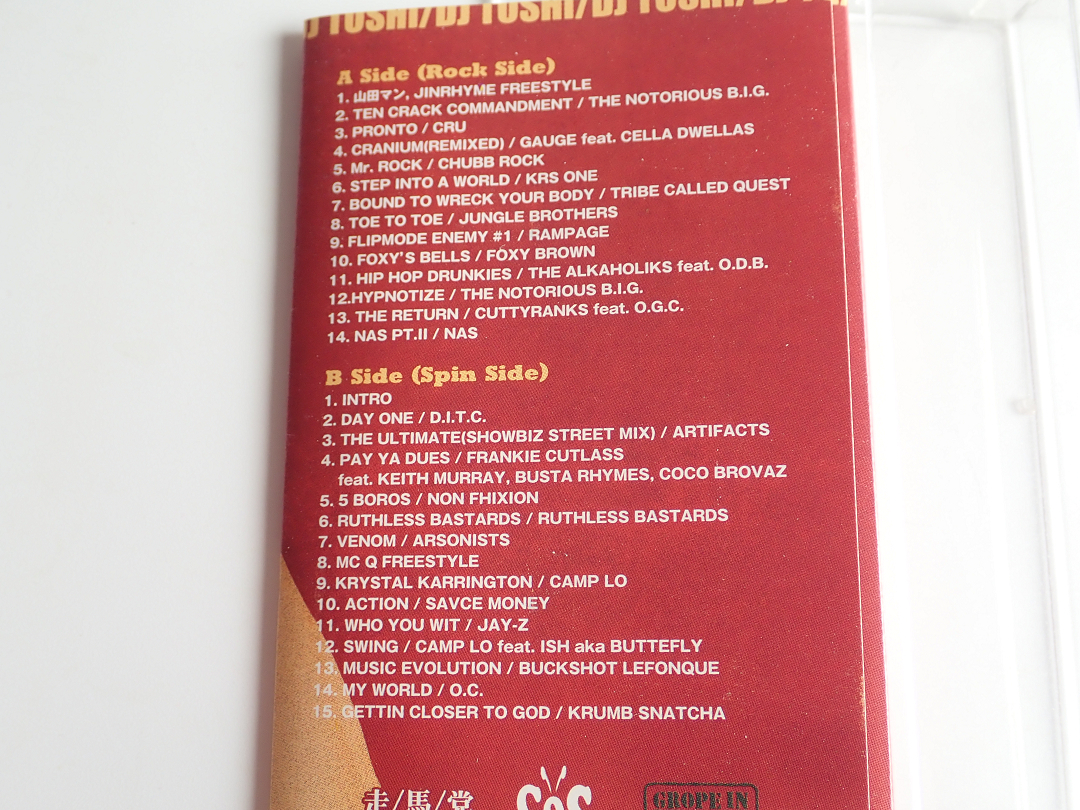 DJ TOSHI/DJ TOSHI/DJ TOSHI/DJ
A Side (Rock Side)
1. 山田マン, JINRHYME FREESTYLE
2. TEN CRACK COMMANDMENT / THE NOTORIOUS B.I.G.
3. PRONTO / CRU
4. CRANIUM(REMIXED) / GAUGE feat. CELLA DWELLAS
5. Mr. ROCK / CHUBB ROCK
6. STEP INTO A WORLD / KRS ONE
7. BOUND TO WRECK YOUR BODY / TRIBE CALLED QUEST
8. TOE TO TOE / JUNGLE BROTHERS
9. FLIPMODE ENEMY #1 / RAMPAGE
10. FOXY'S BELLS / FOXY BROWN
11. HIP HOP DRUNKIES / THE ALKAHOLIKS feat. O.D.B.
12.HYPNOTIZE / THE NOTORIOUS B.I.G.
13. THE RETURN / CUTTYRANKS feat. O.G.C.
14. NAS PT.II / NAS
B Side (Spin Side)
1. INTRO
2. DAY ONE / D.I.T.C.
3. THE ULTIMATE(SHOWBIZ STREET MIX) / ARTIFACTS
4. PAY YA DUES / FRANKIE CUTLASS
feat. KEITH MURRAY, BUSTA RHYMES, COCO BROVAZ
5. 5 BOROS / NON FHIXION
6. RUTHLESS BASTARDS / RUTHLESS BASTARDS
7. VENOM / ARSONISTS
8. MC Q FREESTYLE
9. KRYSTAL KARRINGTON / CAMP LO
10. ACTION / SAVCE MONEY
11. WHO YOU WIT / JAY-Z
12. SWING / CAMP LO feat. ISH aka BUTTEFLY
13. MUSIC EVOLUTION / BUCKSHOT LEFONQUE
14. MY WORLD / O.C.
15. GETTIN CLOSER TO GOD / KRUMB SNATCHA
走/馬/堂
GROPE IN